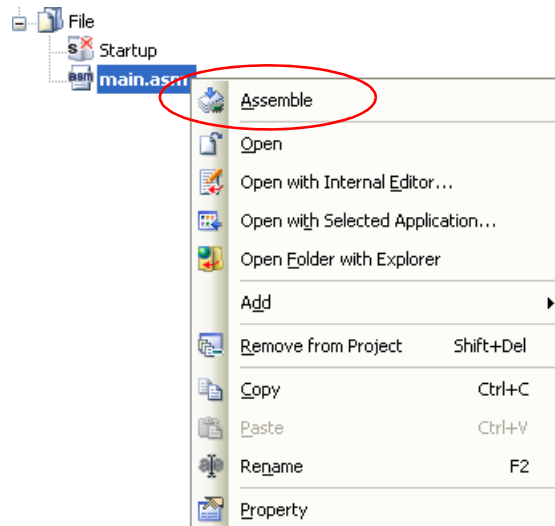 File
Startup
main.asm
Assemble
Open
Open with Internal Editor...
Open with Selected Application...
Open Folder with Explorer
Add
Remove from Project Shift+Del
Copy Ctrl+C
Paste Ctrl+V
Rename F2
Property